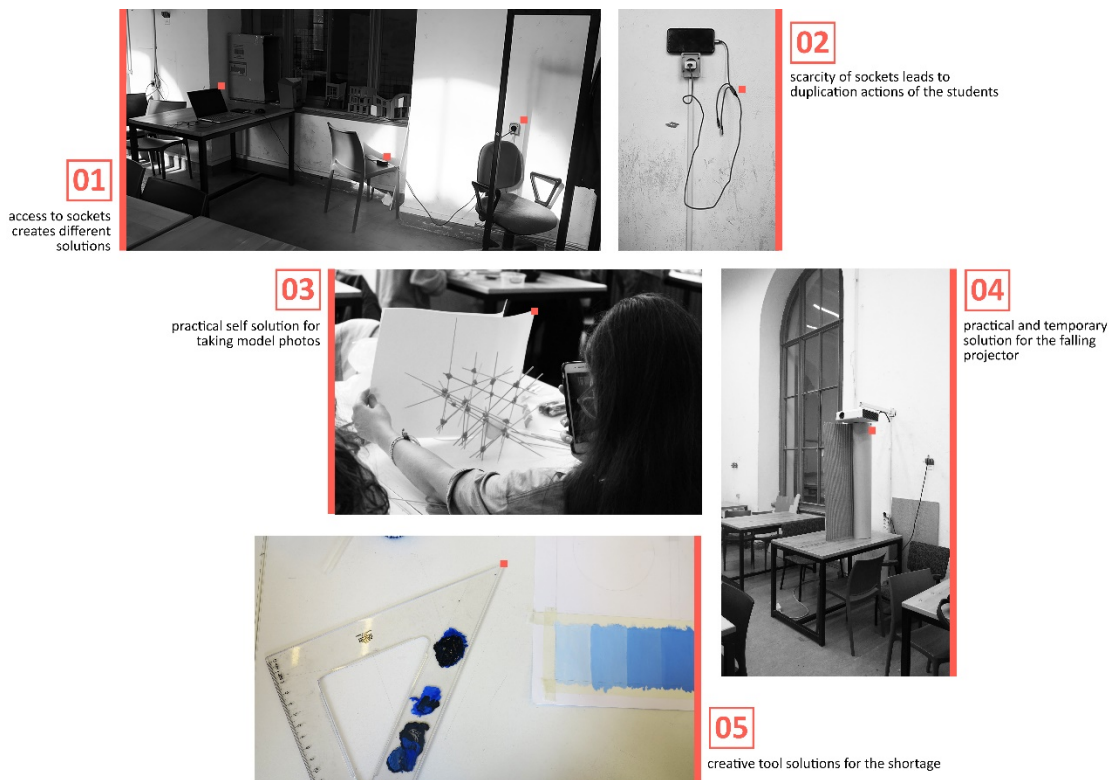 01
access to sockets
creates different
solutions
02
scarcity of sockets leads to
duplication actions of the students
03
practical self solution for
taking model photos
04
practical and temporary
solution for the falling
projector
05
creative tool solutions for the shortage